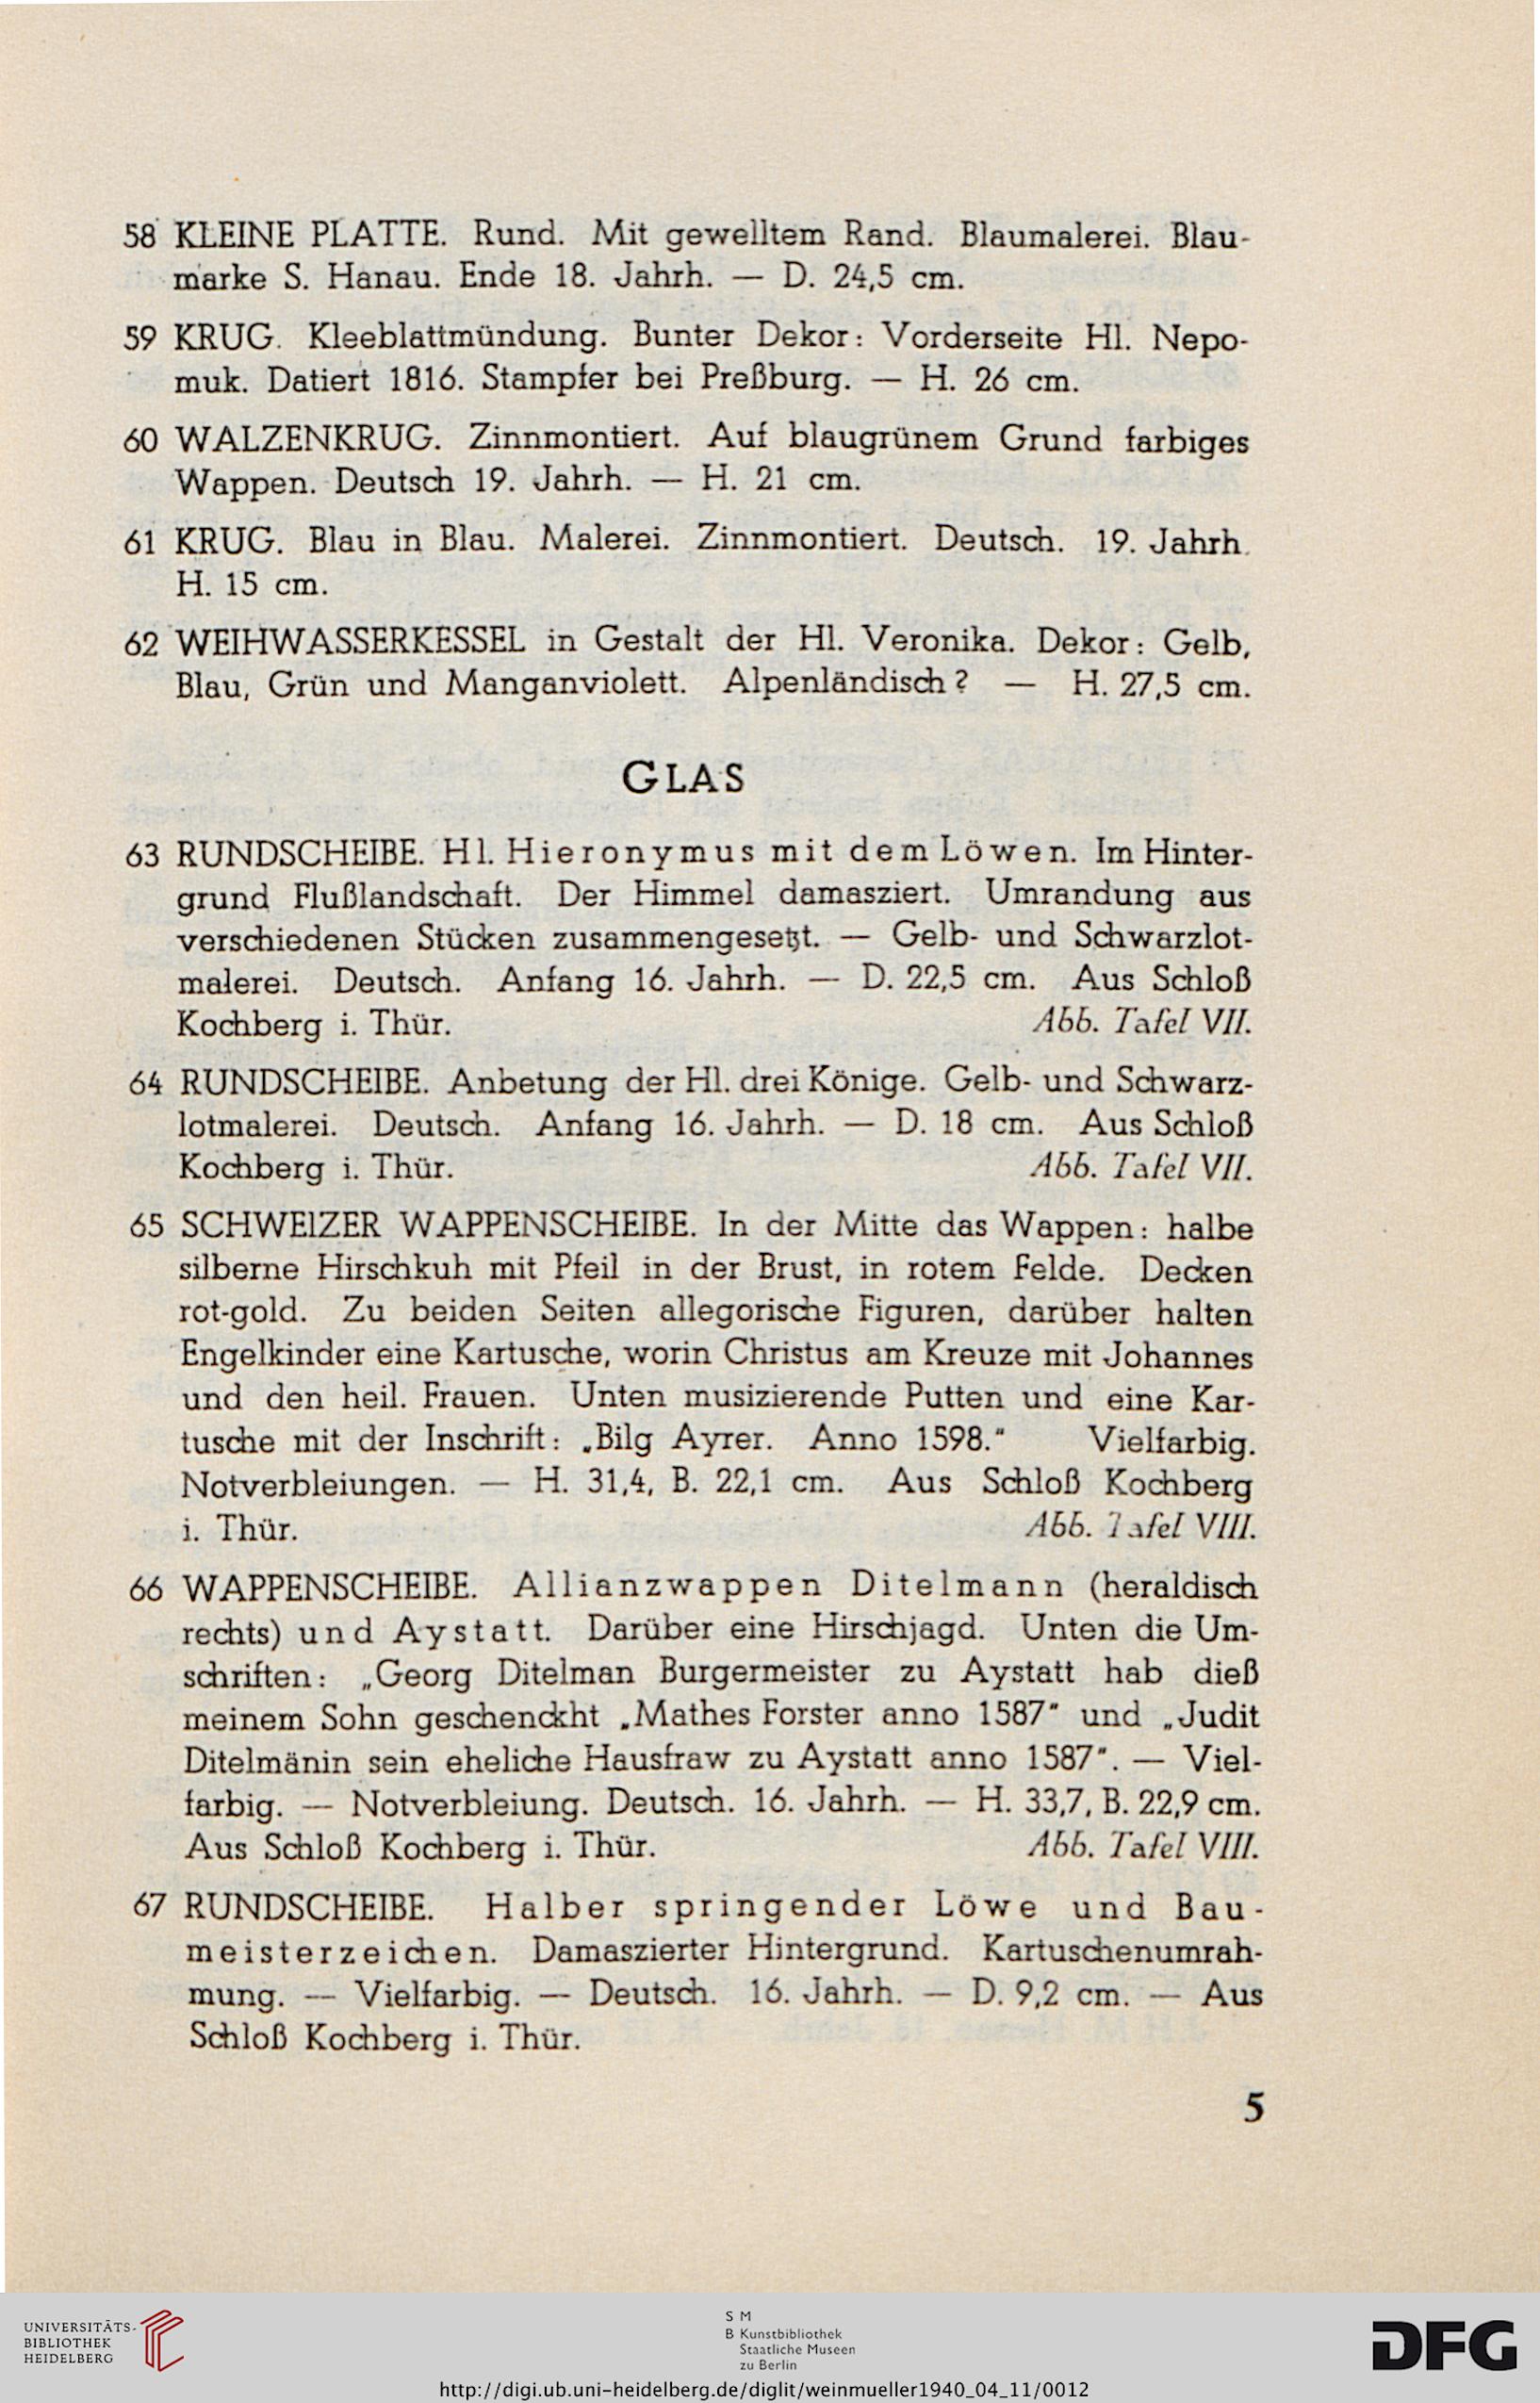 58 KLEINE PLATTE. Rund. Mit gewelltem Rand. Blaumalerei. Blau-
marke S. Hanau. Ende 18. Jahrh. — D. 24,5 cm.
59 KRUG. Kleeblattmündung. Bunter Dekor: Vorderseite Hl. Nepo-
muk. Datiert 1816. Stampfer bei Preßburg. — H. 26 cm.
60 WALZENKRUG. Zinnmontiert. Auf blaugrünem Grund farbiges
Wappen. Deutsch 19. Jahrh. — H. 21 cm.
61 KRUG. Blau in Blau. Malerei. Zinnmontiert. Deutsch. 19. Jahrh.
H. 15 cm.
62 WEIHWASSERKESSEL in Gestalt der Hl. Veronika. Dekor: Gelb,
Blau, Grün und Manganviolett. Alpenländisch? — H. 27,5 cm.
GLAS
63 RUNDSCHEIBE. Hl. Hieronymus mit dem Löwen. Im Hinter-
grund Flußlandschaft. Der Himmel damasziert. Umrandung aus
verschiedenen Stücken zusammengesetzt. — Gelb- und Schwarzlot-
malerei. Deutsch. Anfang 16. Jahrh. — D. 22,5 cm. Aus Schloß
Kochberg i. Thür. Abb. Tafel VII.
64 RUNDSCHEIBE. Anbetung der Hl. drei Könige. Gelb- und Schwarz-
lotmalerei. Deutsch. Anfang 16. Jahrh. — D. 18 cm. Aus Schloß
Kochberg i. Thür. Abb. Tafel VII.
65 SCHWEIZER WAPPENSCHEIBE. In der Mitte das Wappen: halbe
silberne Hirschkuh mit Pfeil in der Brust, in rotem Felde. Decken
rot-gold. Zu beiden Seiten allegorische Figuren, darüber halten
Engelkinder eine Kartusche, worin Christus am Kreuze mit Johannes
und den heil. Frauen. Unten musizierende Putten und eine Kar-
tusche mit der Inschrift: „Bilg Ayrer. Anno 1598.“ Vielfarbig.
Notverbleiungen. — H. 31,4, B. 22,1 cm. Aus Schloß Kochberg
i. Thür. Abb. Tafel VIII.
66 WAPPENSCHEIBE. Allianzwappen Ditelmann (heraldisch
rechts) und Aystatt. Darüber eine Hirschjagd. Unten die Um-
schriften: „Georg Ditelman Burgermeister zu Aystatt hab dieß
meinem Sohn geschenckht „Mathes Forster anno 1587“ und „Judit
Ditelmänin sein eheliche Hausfraw zu Aystatt anno 1587“. — Viel-
farbig. — Notverbleiung. Deutsch. 16. Jahrh. — H. 33,7, B. 22,9 cm.
Aus Schloß Kochberg i. Thür. Abb. Tafel VIII.
67 RUNDSCHEIBE. Halber springender Löwe und Bau-
meisterzeichen. Damaszierter Hintergrund. Kartuschenumrah-
mung. — Vielfarbig. — Deutsch. 16. Jahrh. — D. 9,2 cm. — Aus
Schloß Kochberg i. Thür.
5
UNIVERSITÄTS-
BIBLIOTHEK
HEIDELBERG
S M
B Kunstbibliothek
Staatliche Museen
zu Berlin
DFG
http://digi.ub.uni-heidelberg.de/diglit/weinmueller1940_04_11/0012